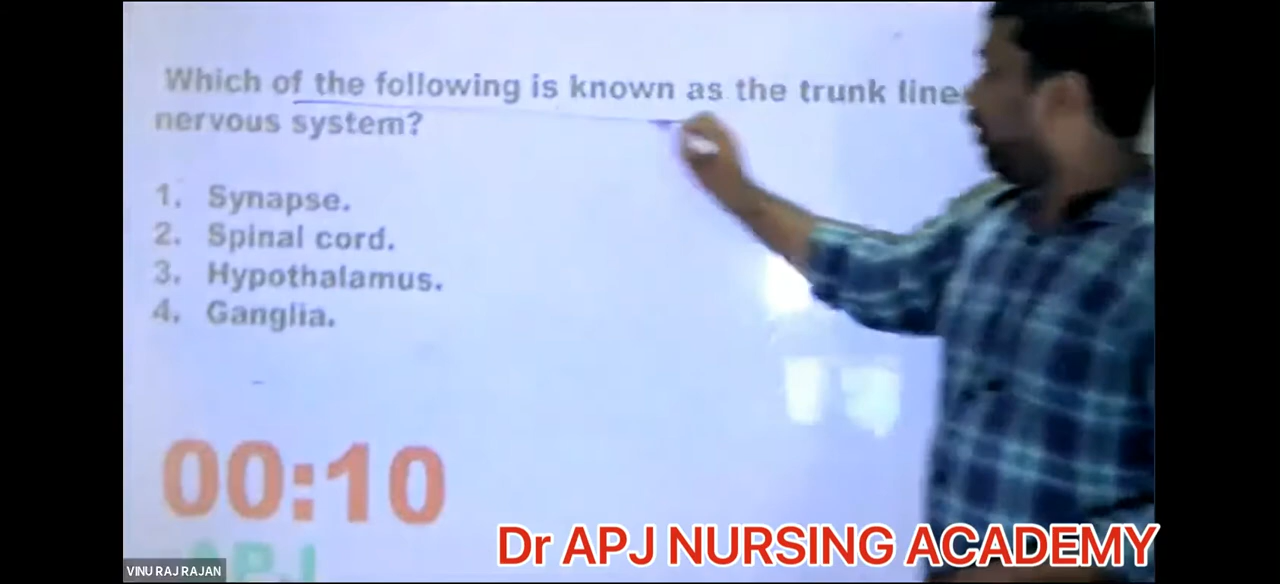 Which of the following is known as the trunk line
nervous system?
1. Synapse.
2. Spinal cord.
3. Hypothalamus.
4. Ganglia.
00:10
APJ
Dr APJ NURSING ACADEMY
VINU RAJ RAJAN